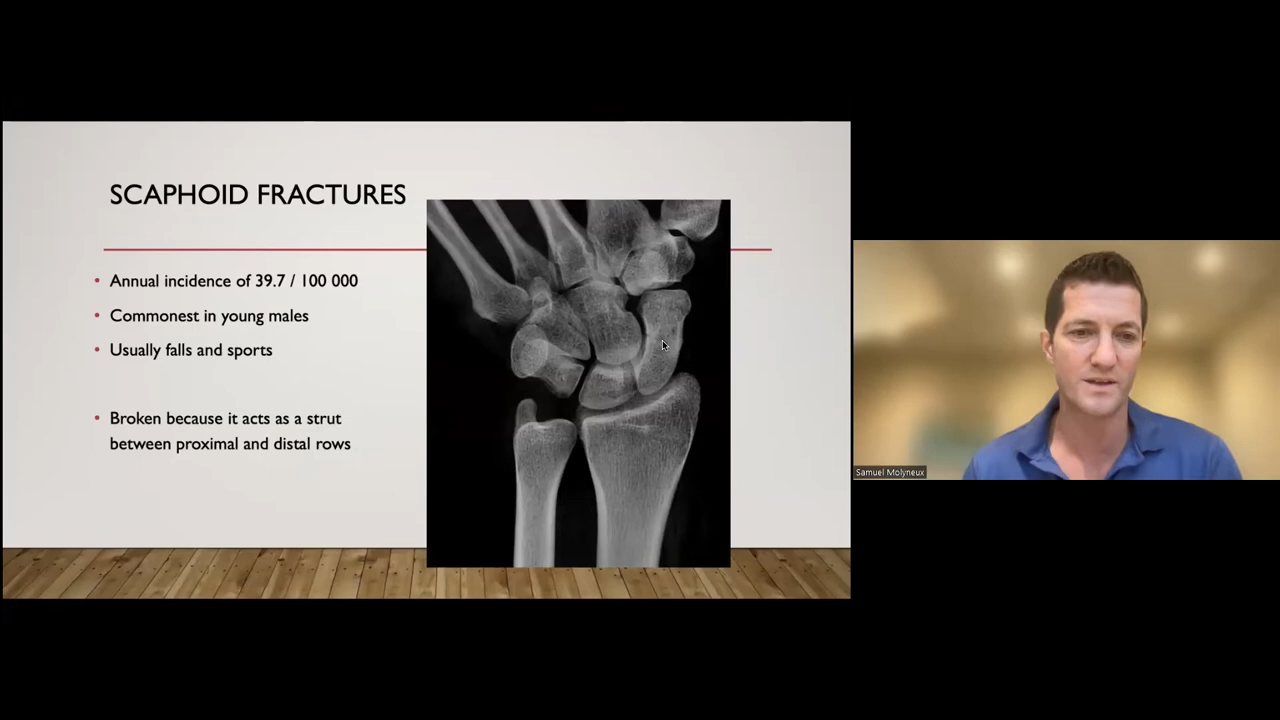 SCAPHOID FRACTURES
• Annual incidence of 39.7 / 100 000
• Commonest in young males
• Usually falls and sports
• Broken because it acts as a strut
between proximal and distal rows
Samuel Molyneux